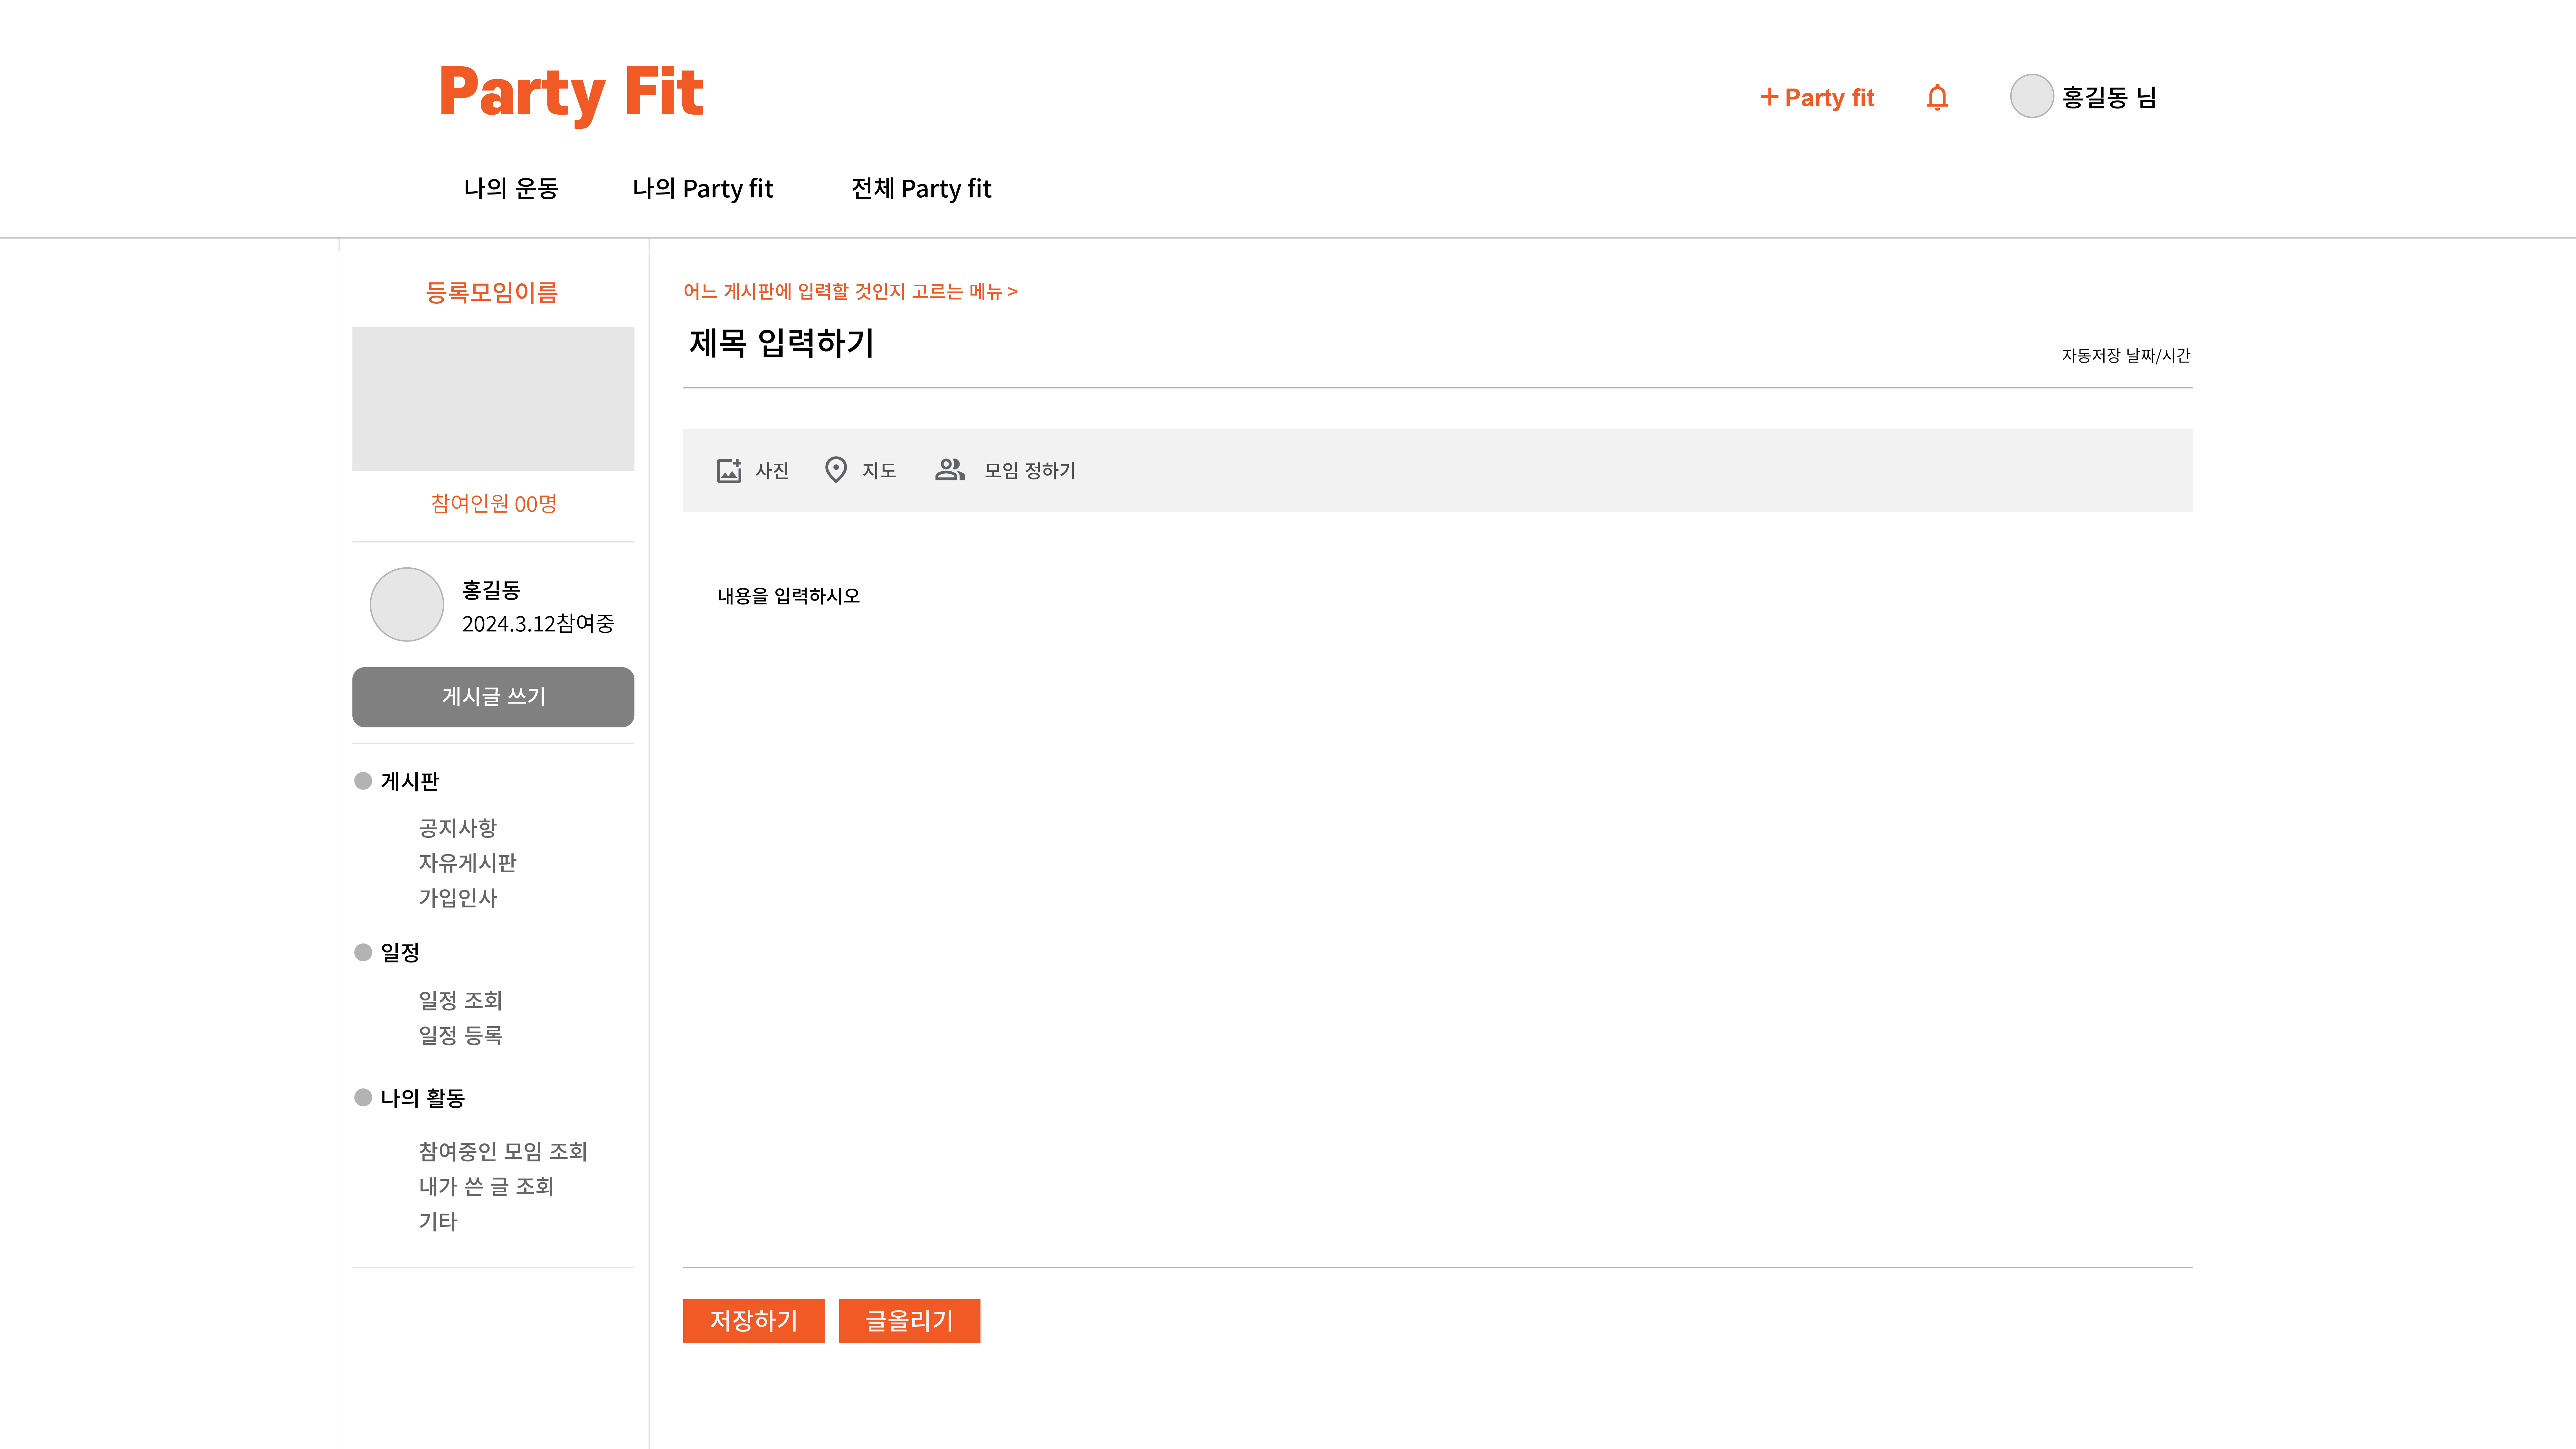 Party Fit
+ Party fit
홍길동 님
나의 운동
나의 Party fit
전체 Party fit
등록모임이름
참여인원 00명
홍길동
2024.3.12참여중
게시글 쓰기
게시판
공지사항
자유게시판
가입인사
일정
일정 조회
일정 등록
나의 활동
참여중인 모임 조회
내가 쓴 글 조회
기타
어느 게시판에 입력할 것인지 고르는 메뉴 >
제목 입력하기
자동저장 날짜/시간
사진
지도
모임 정하기
내용을 입력하시오
저장하기
글올리기